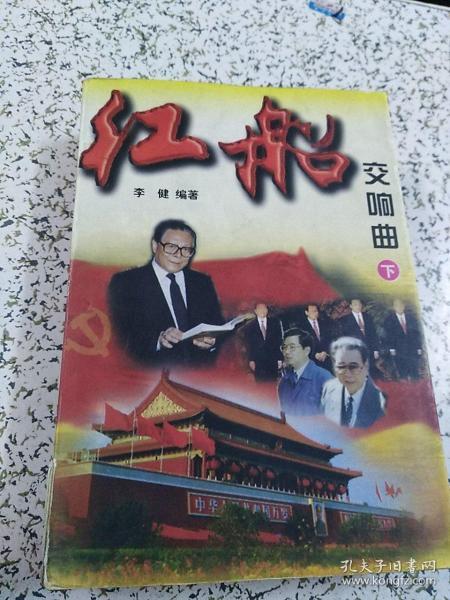 红船
李健 编著
交响曲
下
中华人民共和国万岁
孔夫子旧书网
www.kongfz.com